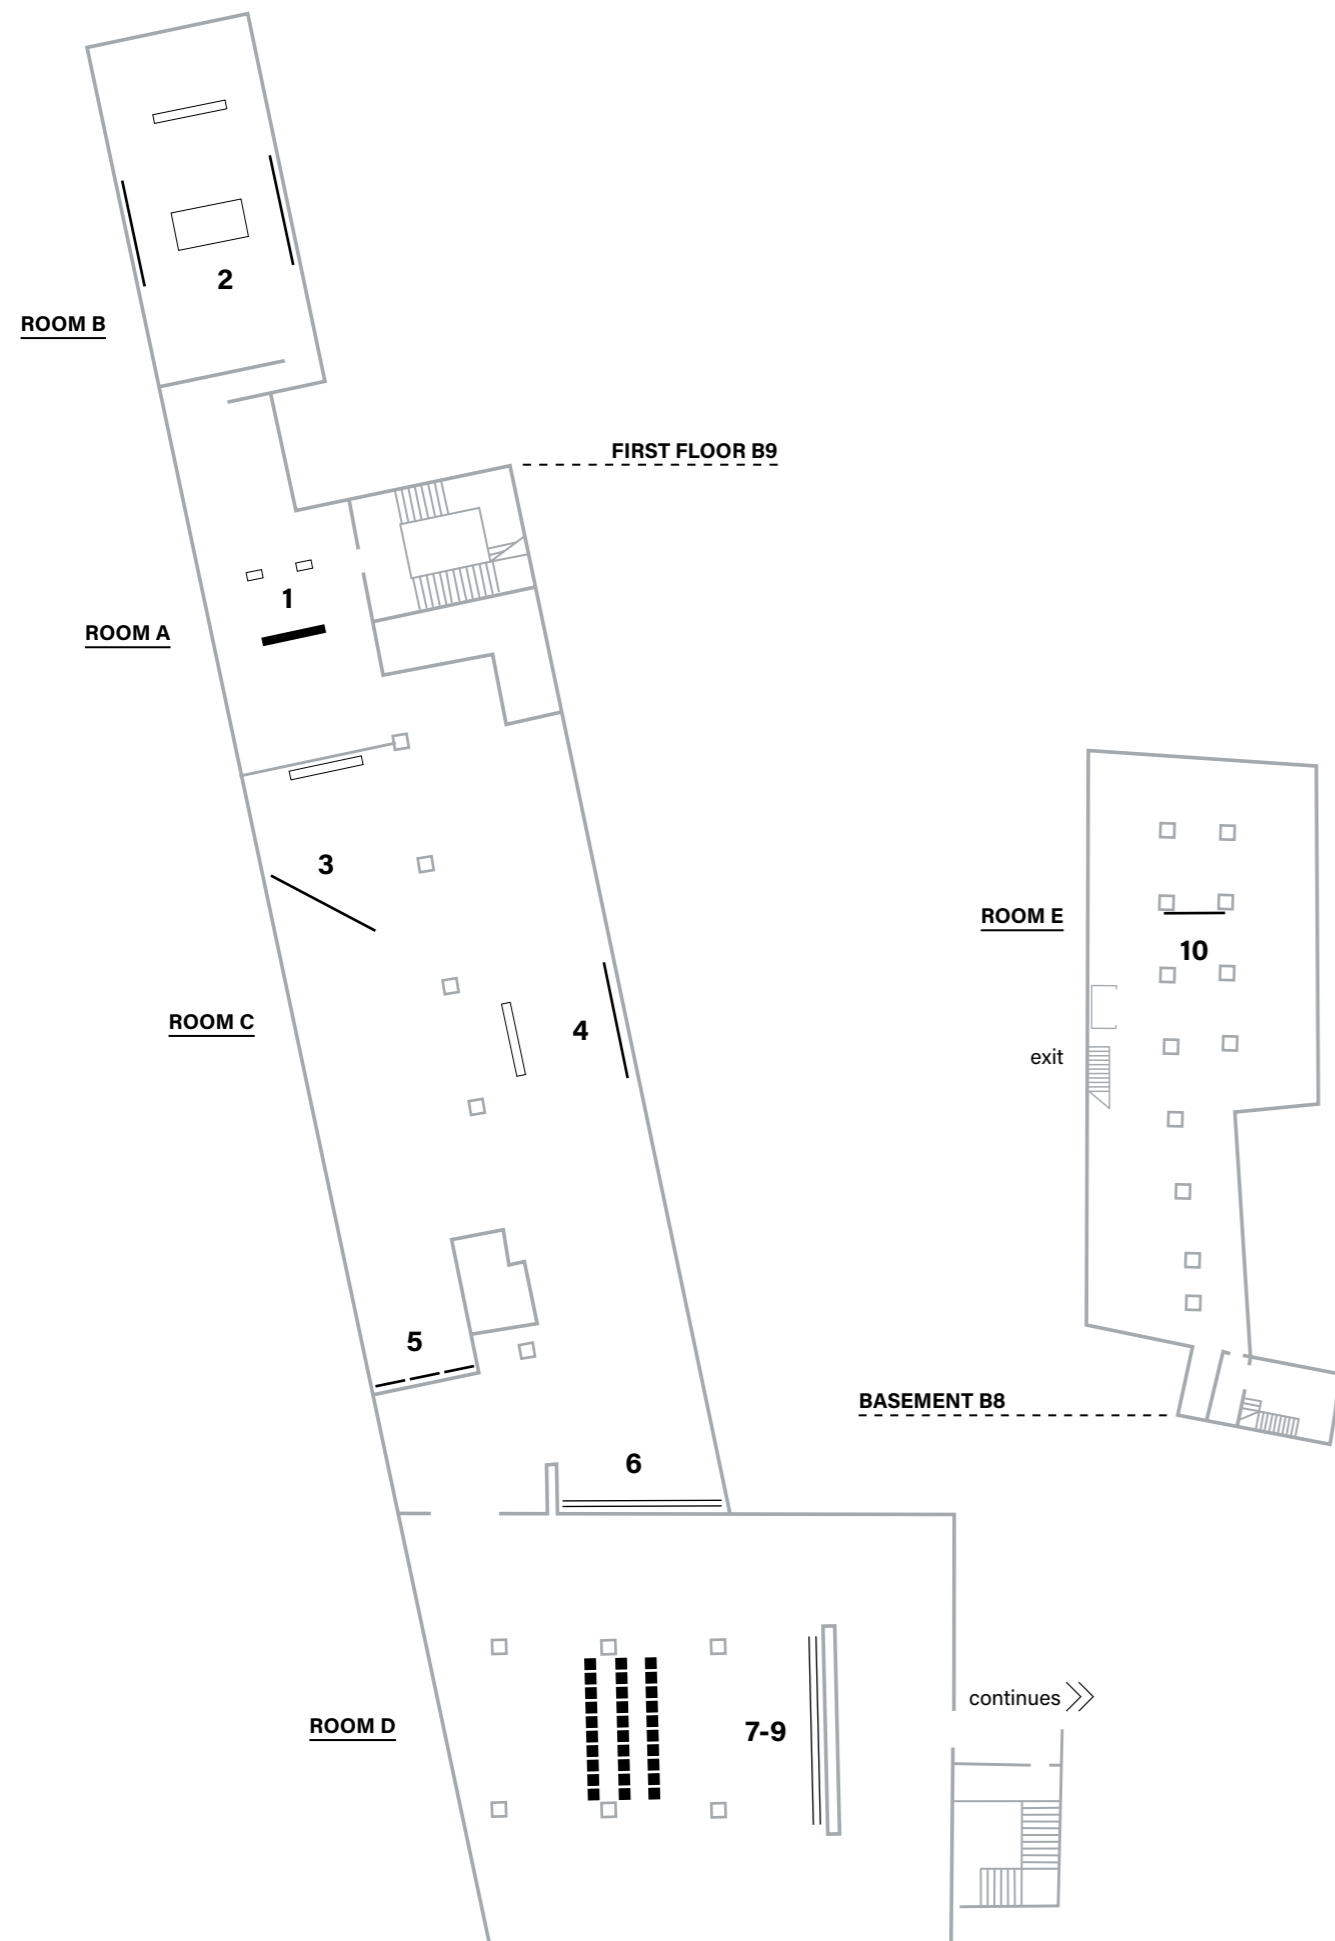 2
ROOM B
FIRST FLOOR B9
1
ROOM A
3
ROOM E
10
ROOM C
4
exit
5
BASEMENT B8
6
continues
ROOM D
7-9